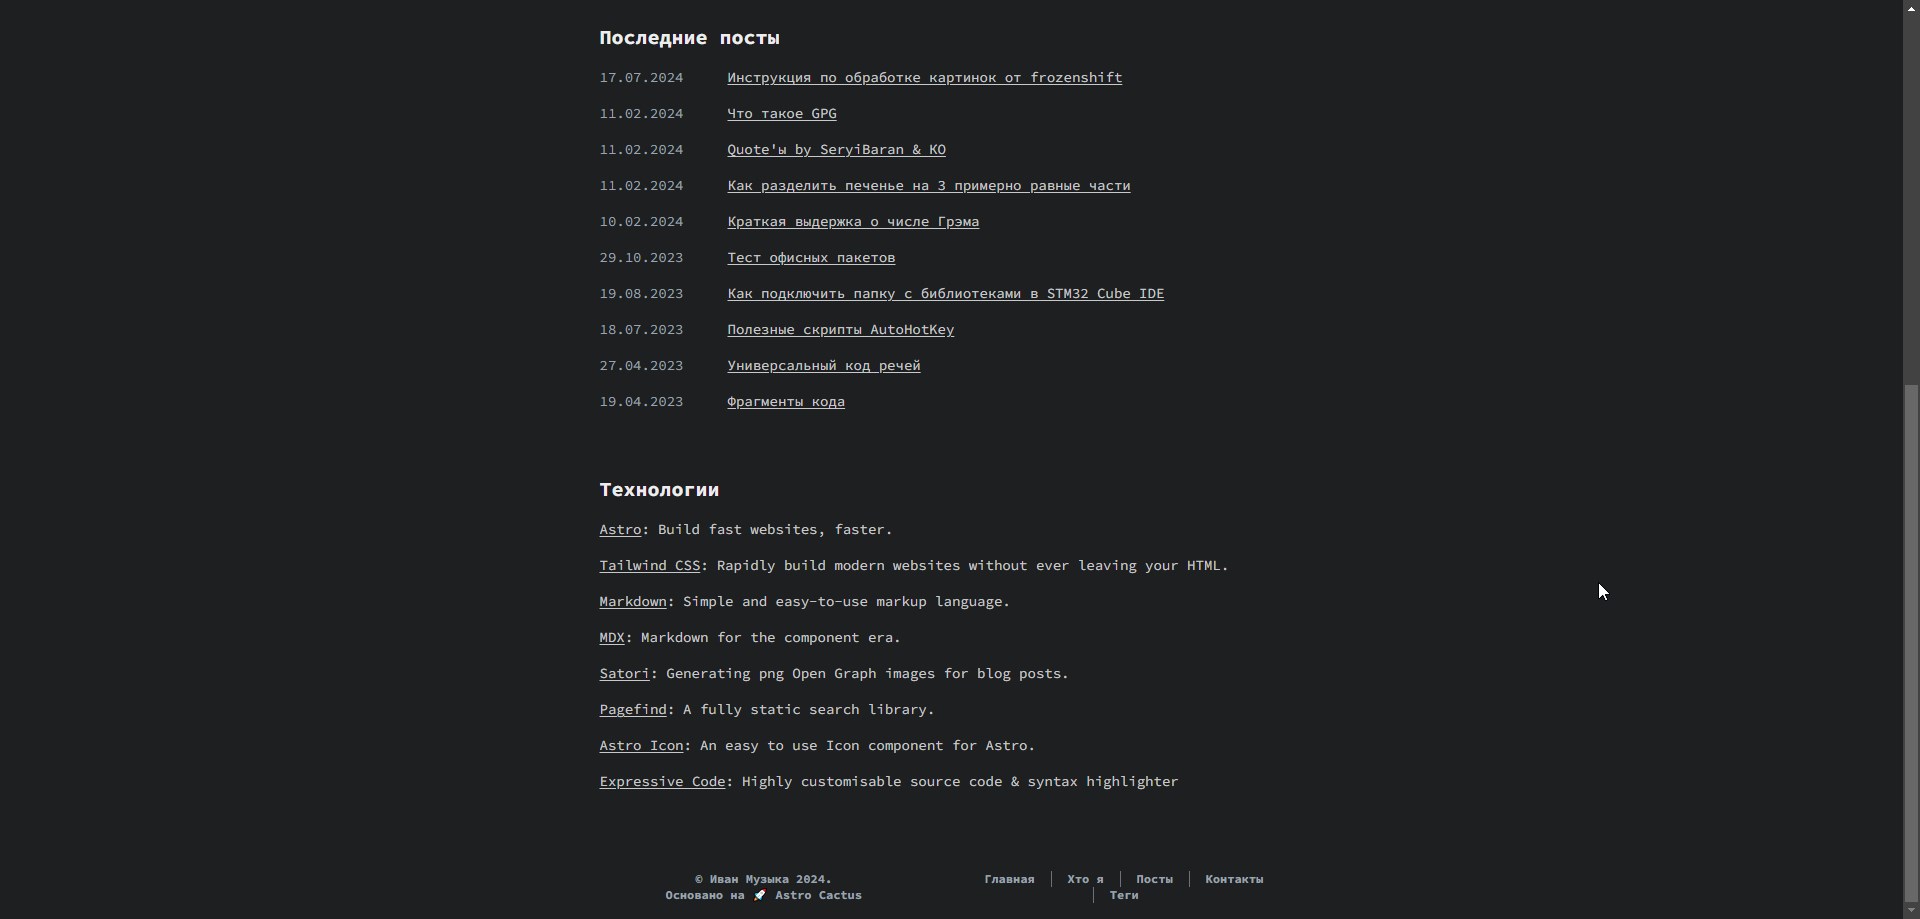 Последние посты
17.07.2024 Инструкция по обработке картинок от frozenshift
11.02.2024 Что такое GPG
11.02.2024 Quote'ы by SeryiBaran & KO
11.02.2024 Как разделить печенье на 3 примерно равные части
10.02.2024 Краткая выдержка о числе Грэма
29.10.2023 Тест офисных пакетов
19.08.2023 Как подключить папку с библиотеками в STM32 Cube IDE
18.07.2023 Полезные скрипты AutoHotKey
27.04.2023 Универсальный код речей
19.04.2023 Фрагменты кода
Технологии
Astro: Build fast websites, faster.
Tailwind CSS: Rapidly build modern websites without ever leaving your HTML.
Markdown: Simple and easy-to-use markup language.
MDX: Markdown for the component era.
Satori: Generating png Open Graph images for blog posts.
Pagefind: A fully static search library.
Astro Icon: An easy to use Icon component for Astro.
Expressive Code: Highly customisable source code & syntax highlighter
© Иван Музыка 2024.
Основано на 🚀 Astro Cactus
Главная Хто я Посты Контакты
Теги